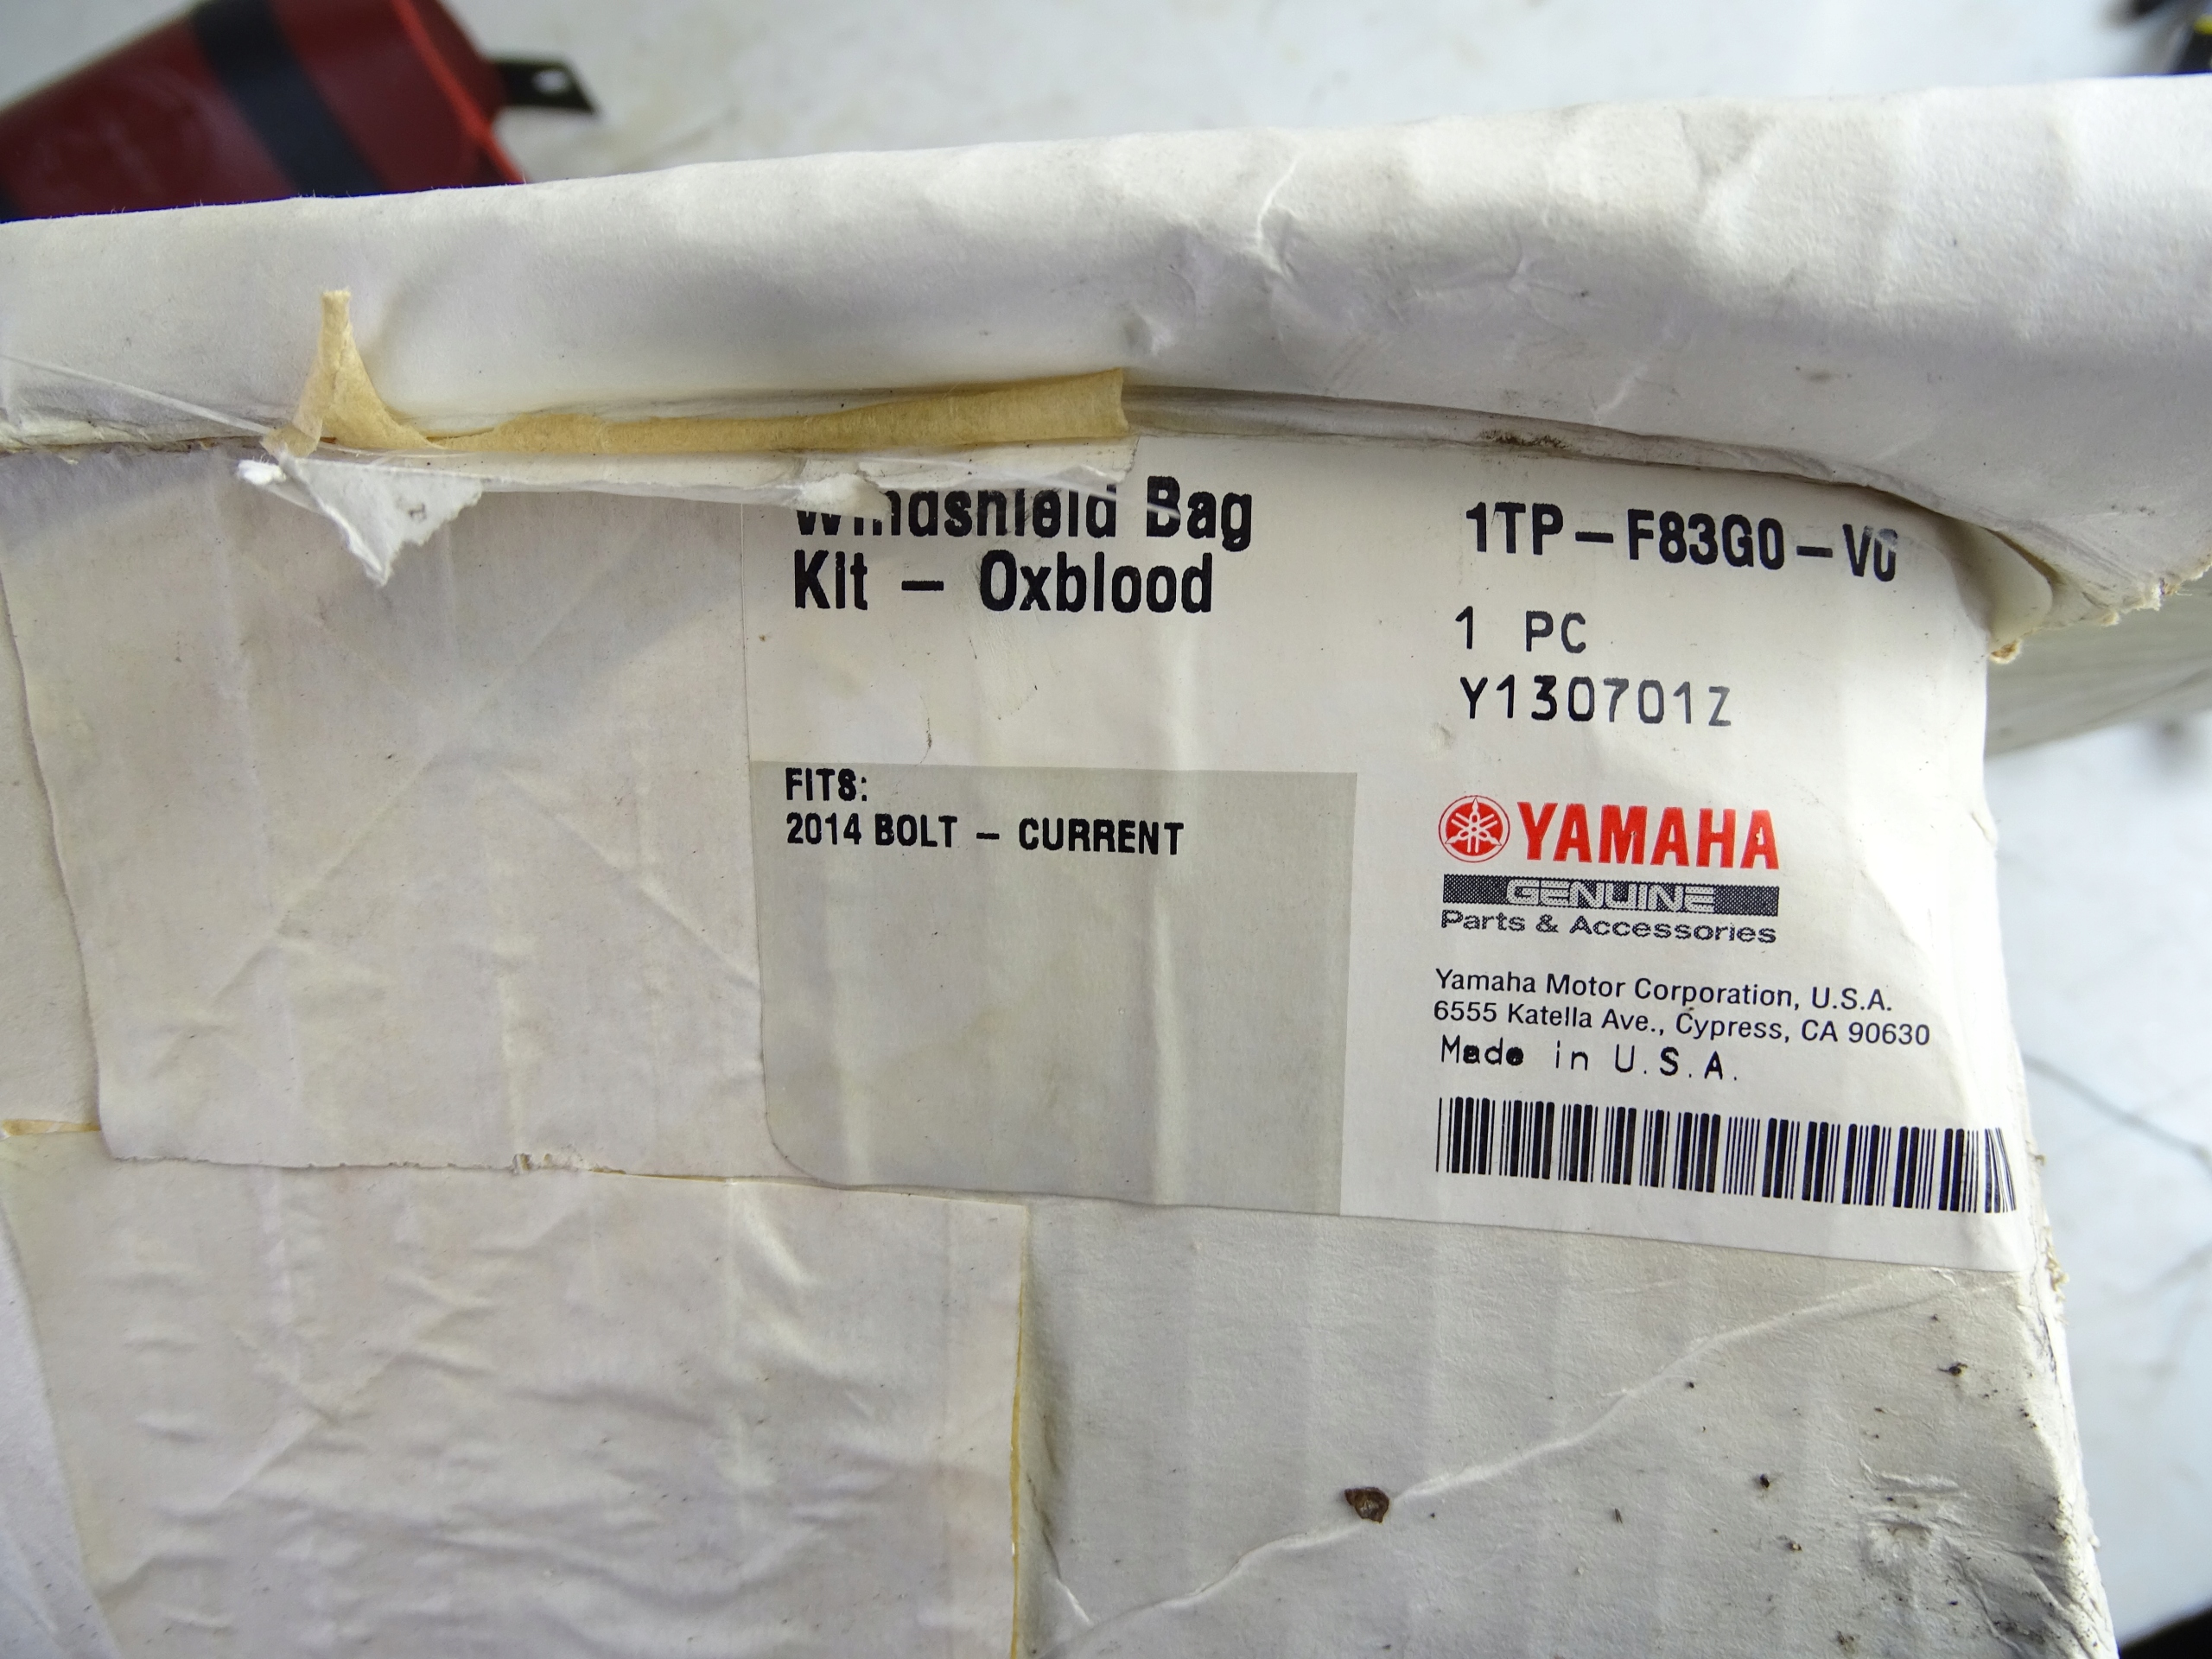 Windshield Bag
Kit – Oxblood
1TP–F83G0–V0
1 PC
Y130701Z
FITS:
2014 BOLT – CURRENT
YAMAHA
GENUINE
Parts & Accessories
Yamaha Motor Corporation, U.S.A.
6555 Katella Ave., Cypress, CA 90630
Made in U.S.A.